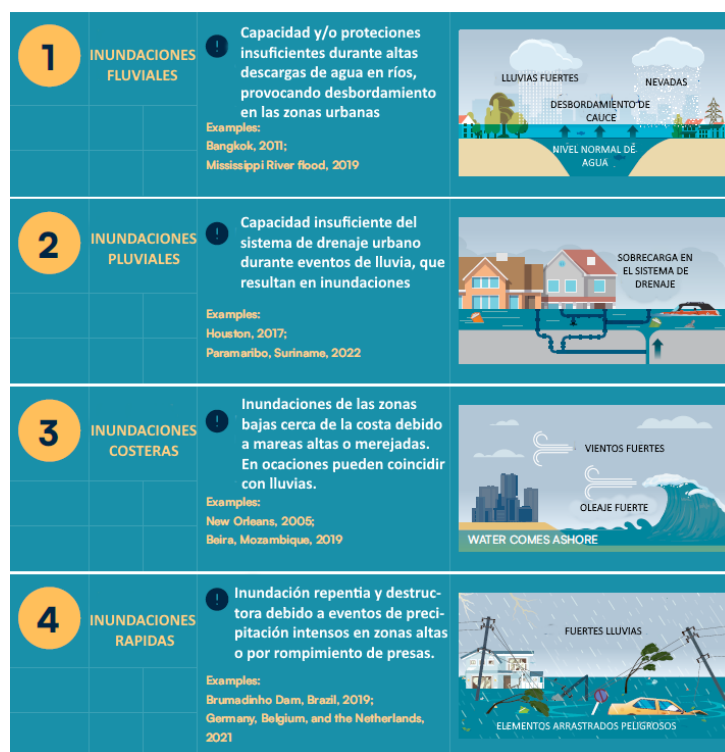 1
INUNDACIONES
FLUVIALES
!
Capacidad y/o proteciones
insuficientes durante altas
descargas de agua en ríos,
provocando desbordamiento
en las zonas urbanas
Examples:
Bangkok, 2011;
Mississippi River flood, 2019
LLUVIAS FUERTES
NEVADAS
DESBORDAMIENTO DE
CAUCE
NIVEL NORMAL DE
AGUA
2
INUNDACIONES
PLUVIALES
!
Capacidad insuficiente del
sistema de drenaje urbano
durante eventos de lluvia, que
resultan en inundaciones
Examples:
Houston, 2017;
Paramaribo, Suriname, 2022
SOBRECARGA EN
EL SISTEMA DE
DRENAJE
3
INUNDACIONES
COSTERAS
!
Inundaciones de las zonas
bajas cerca de la costa debido
a mareas altas o merejadas.
En ocaciones pueden coincidir
con lluvias.
Examples:
New Orleans, 2005;
Beira, Mozambique, 2019
VIENTOS FUERTES
OLEAJE FUERTE
WATER COMES ASHORE
4
INUNDACIONES
RAPIDAS
!
Inundación repentia y destruc-
tora debido a eventos de preci-
pitación intensos en zonas altas
o por rompimiento de presas.
Examples:
Brumadinho Dam, Brazil, 2019;
Germany, Belgium, and the Netherlands,
2021
FUERTES LLUVIAS
ELEMENTOS ARRASTRADOS PELIGROSOS